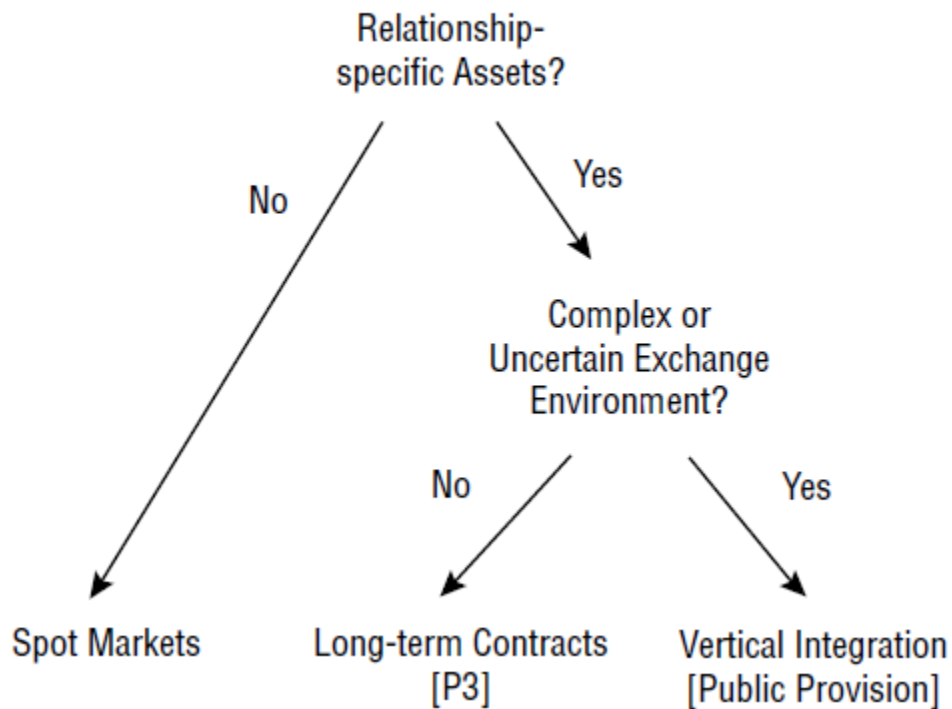 Relationship-
specific Assets?
No
Yes
Complex or
Uncertain Exchange
Environment?
No
Yes
Spot Markets
Long-term Contracts
[P3]
Vertical Integration
[Public Provision]